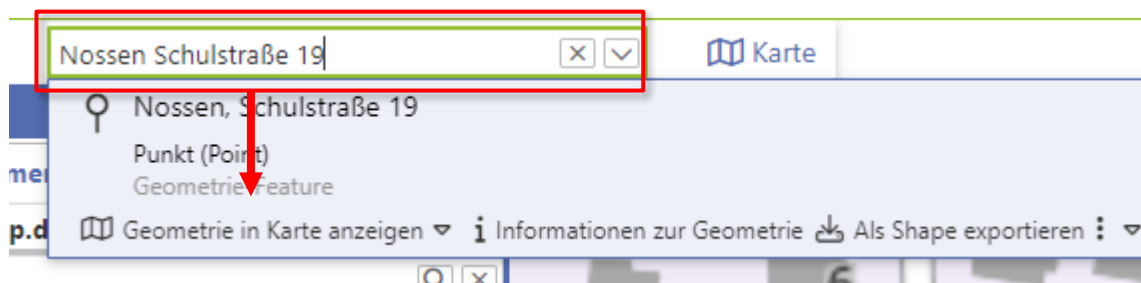 Nossen Schulstraße 19
Karte
Nossen, Schulstraße 19
Punkt (Point)
Geometrie-Feature
Geometrie in Karte anzeigen Informationen zur Geometrie Als Shape exportieren
p.d
6